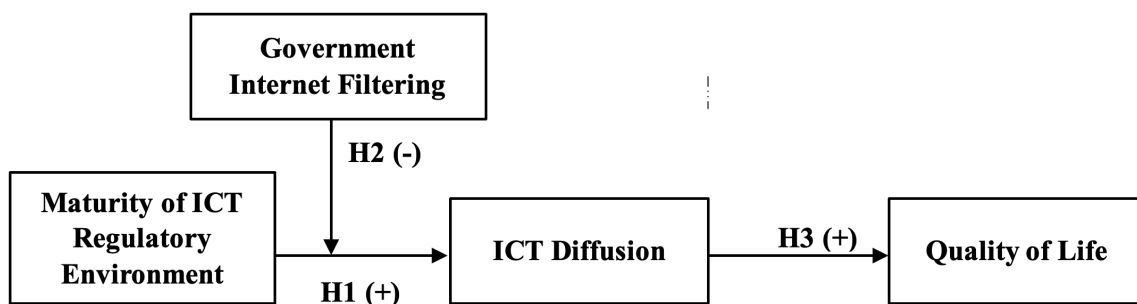 Government
Internet Filtering
H2 (-)
Maturity of ICT
Regulatory
Environment
H1 (+)
ICT Diffusion
H3 (+)
Quality of Life